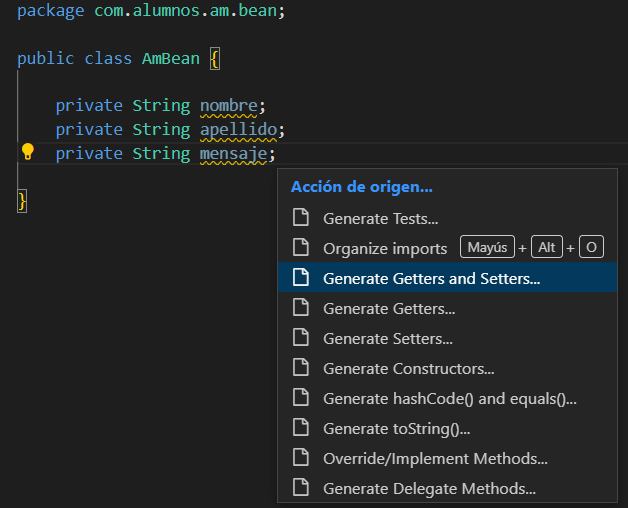 package com.alumnos.am.bean;
public class AmBean {
private String nombre;
private String apellido;
private String mensaje;
}
Acción de origen...
Generate Tests...
Organize imports Mayús + Alt + O
Generate Getters and Setters...
Generate Getters...
Generate Setters...
Generate Constructors...
Generate hashCode() and equals()...
Generate toString()...
Override/Implement Methods...
Generate Delegate Methods...